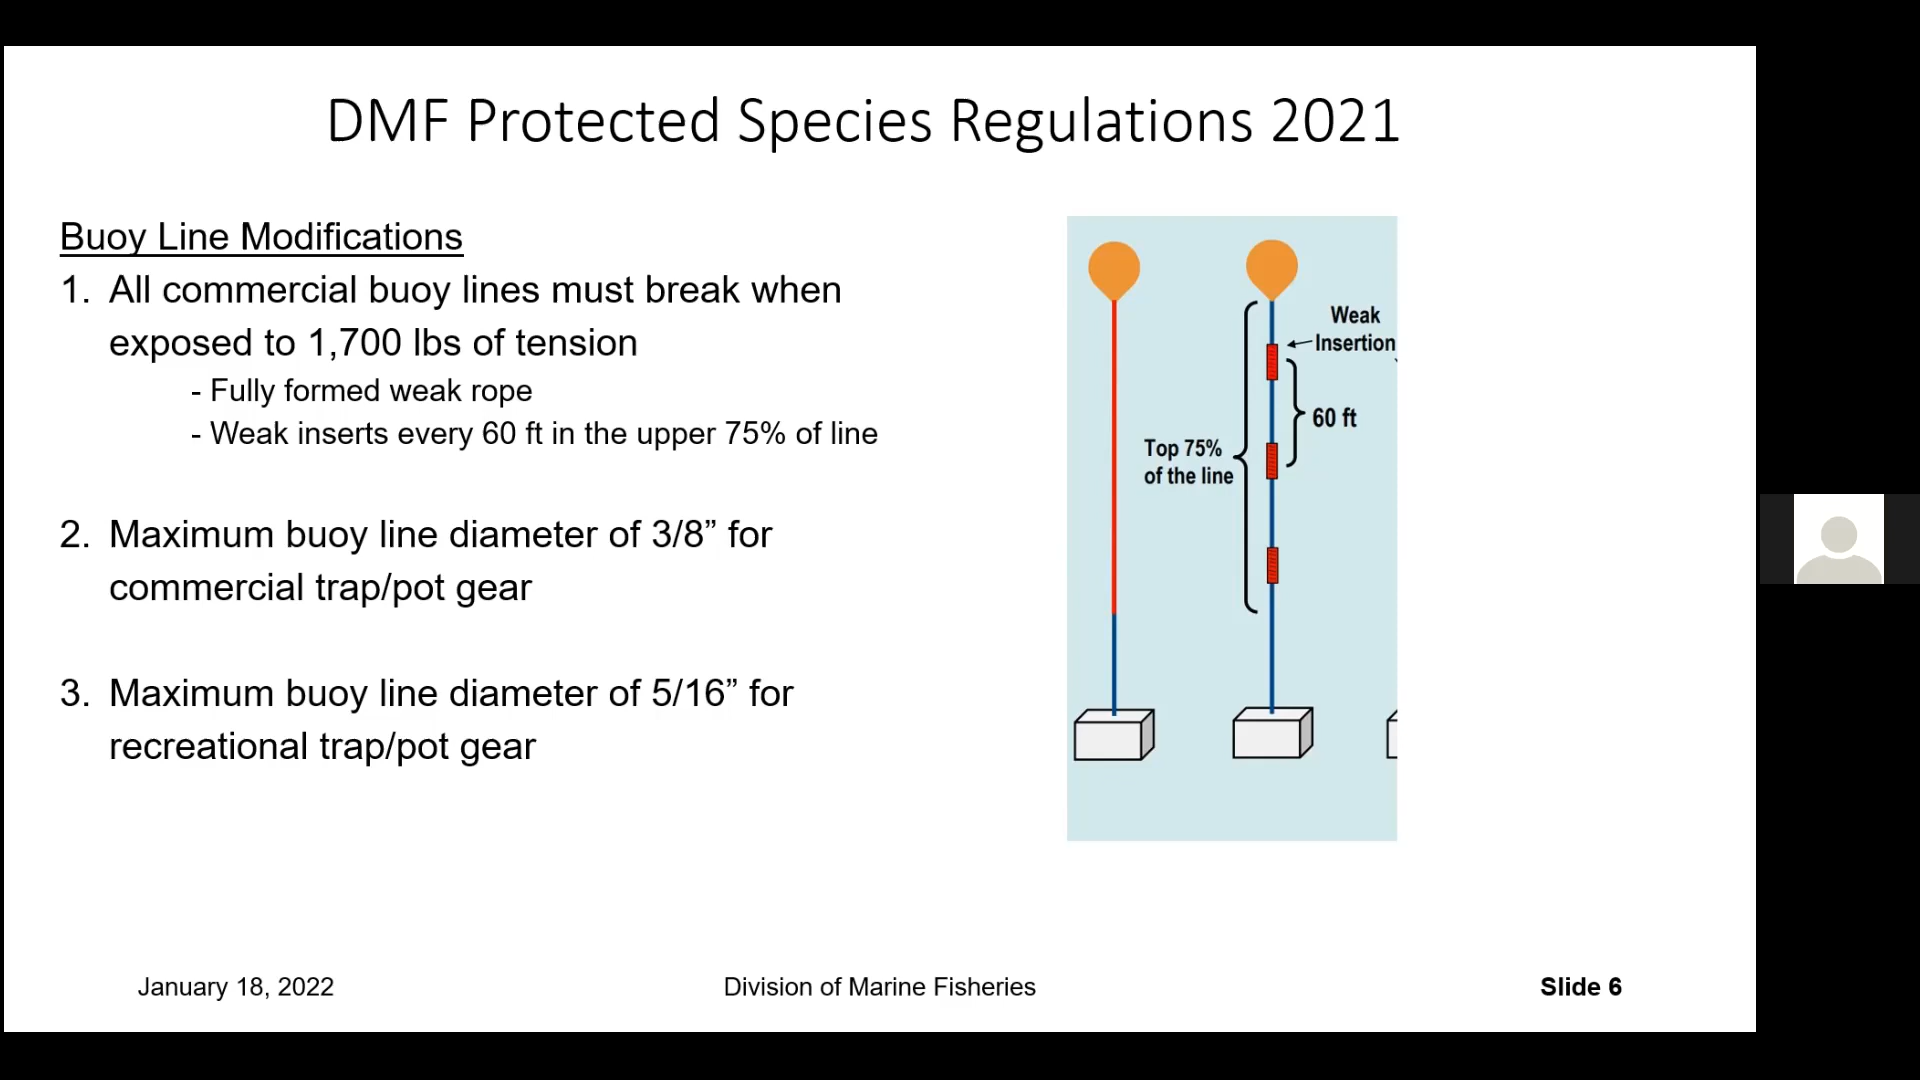 DMF Protected Species Regulations 2021
Buoy Line Modifications
1. All commercial buoy lines must break when
exposed to 1,700 lbs of tension
- Fully formed weak rope
- Weak inserts every 60 ft in the upper 75% of line
2. Maximum buoy line diameter of 3/8” for
commercial trap/pot gear
3. Maximum buoy line diameter of 5/16” for
recreational trap/pot gear
Weak
Insertion
60 ft
Top 75%
of the line
January 18, 2022
Division of Marine Fisheries
Slide 6